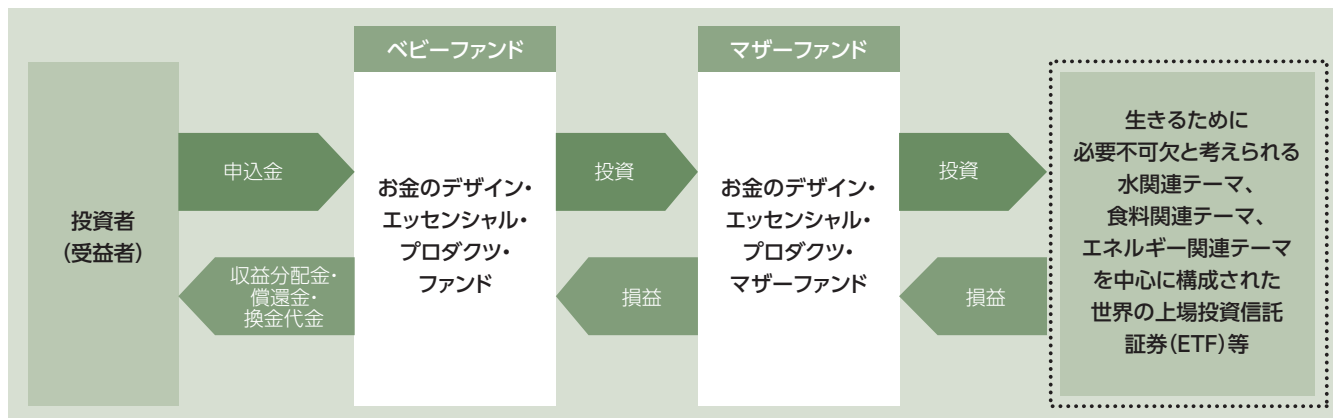 ベビーファンド
マザーファンド
投資者
(受益者)
申込金
収益分配金・
償還金・
換金代金
お金のデザイン・
エッセンシャル・
プロダクツ・
ファンド
投資
損益
お金のデザイン・
エッセンシャル・
プロダクツ・
マザーファンド
投資
損益
生きるために
必要不可欠と考えられる
水関連テーマ、
食料関連テーマ、
エネルギー関連テーマ
を中心に構成された
世界の上場投資信託
証券(ETF)等